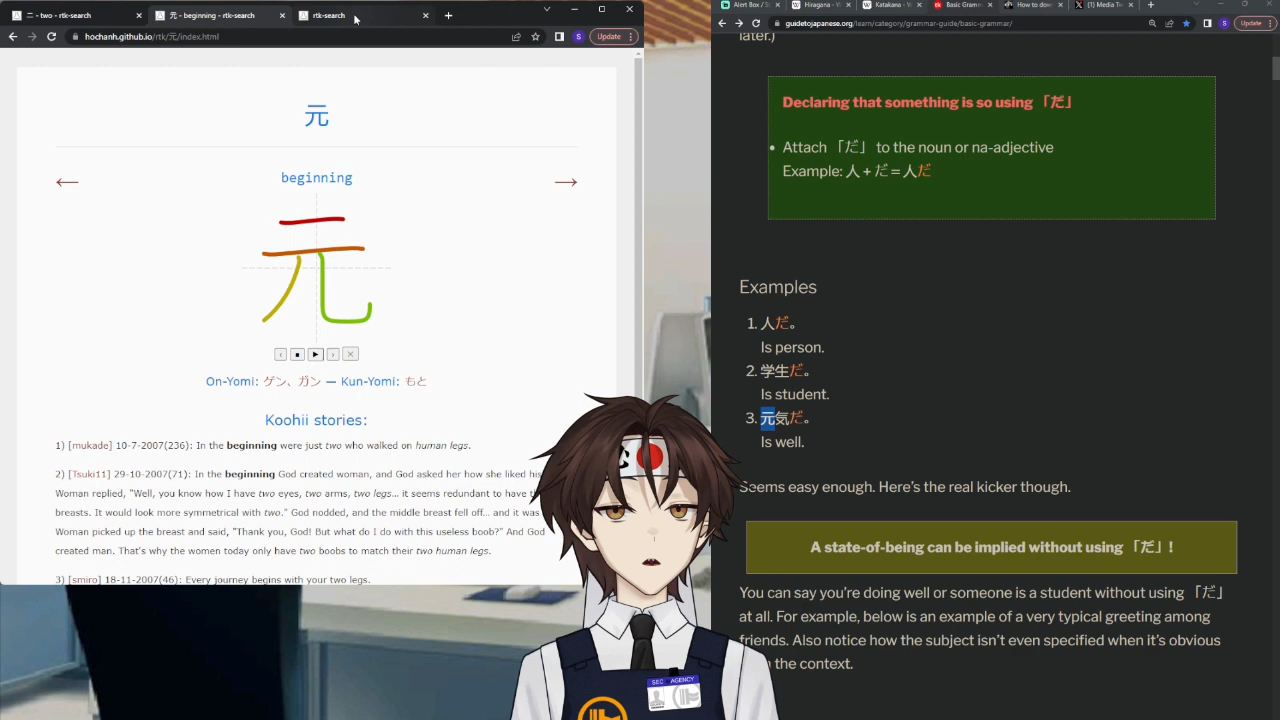 二 - two - rtk-search
元 - beginning - rtk-search
rtk-search
hochanh.github.io/rtk/元/index.html
S
Update
元
beginning
元
On-Yomi: ゲン、ガン — Kun-Yomi: もと
Koohii stories:
1) [mukade] 10-7-2007(236): In the beginning were just two who walked on human legs.
2) [Tsuki11] 29-10-2007(71): In the beginning God created woman, and God asked her how she liked his
Woman replied, "Well, you know how I have two eyes, two arms, two legs... it seems redundant to have
breasts. It would look more symmetrical with two." God nodded, and the middle breast fell off... and it was
Woman picked up the breast and said, "Thank you, God! But what do I do with this useless boob?" And God
created man. That's why the women today only have two boobs to match their two human legs.
3) [smiro] 18-11-2007(46): Every journey begins with your two legs.
SEC AGENCY
Alert Box / S
Hiragana - W
Katakana - W
Basic Gramm
How to dow
(1) Media Tw
guidetojapanese.org/learn/category/grammar-guide/basic-grammar/
S
Update
later.)
Declaring that something is so using 「だ」
• Attach 「だ」 to the noun or na-adjective
Example: 人 + だ = 人だ
Examples
1. 人だ。
Is person.
2. 学生だ。
Is student.
3. 元気だ。
Is well.
Seems easy enough. Here's the real kicker though.
A state-of-being can be implied without using 「だ」!
You can say you're doing well or someone is a student without using 「だ」
at all. For example, below is an example of a very typical greeting among
friends. Also notice how the subject isn't even specified when it's obvious
the context.